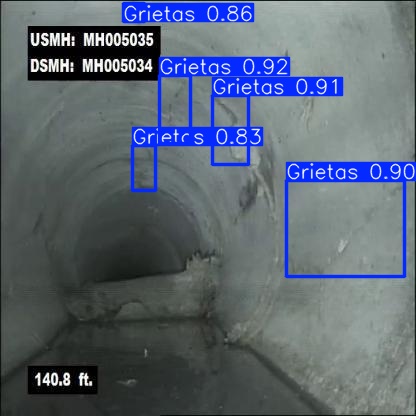 Grietas 0.86
USMH: MH005035
DSMH: MH005034
Grietas 0.92
Grietas 0.91
Grietas 0.83
Grietas 0.90
140.8 ft.